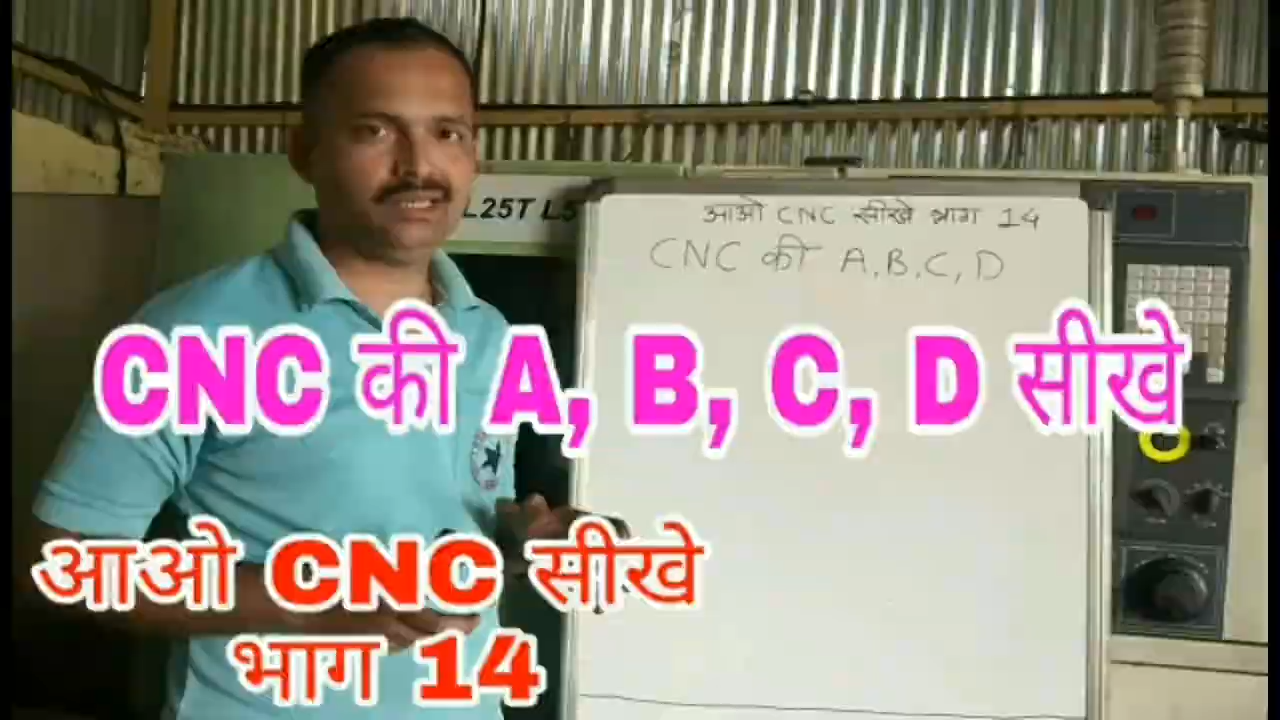 L25T L5
आओ CNC सीखे भाग 14
CNC की A,B,C,D
CNC की A, B, C, D सीखे
आओ CNC सीखे
भाग 14